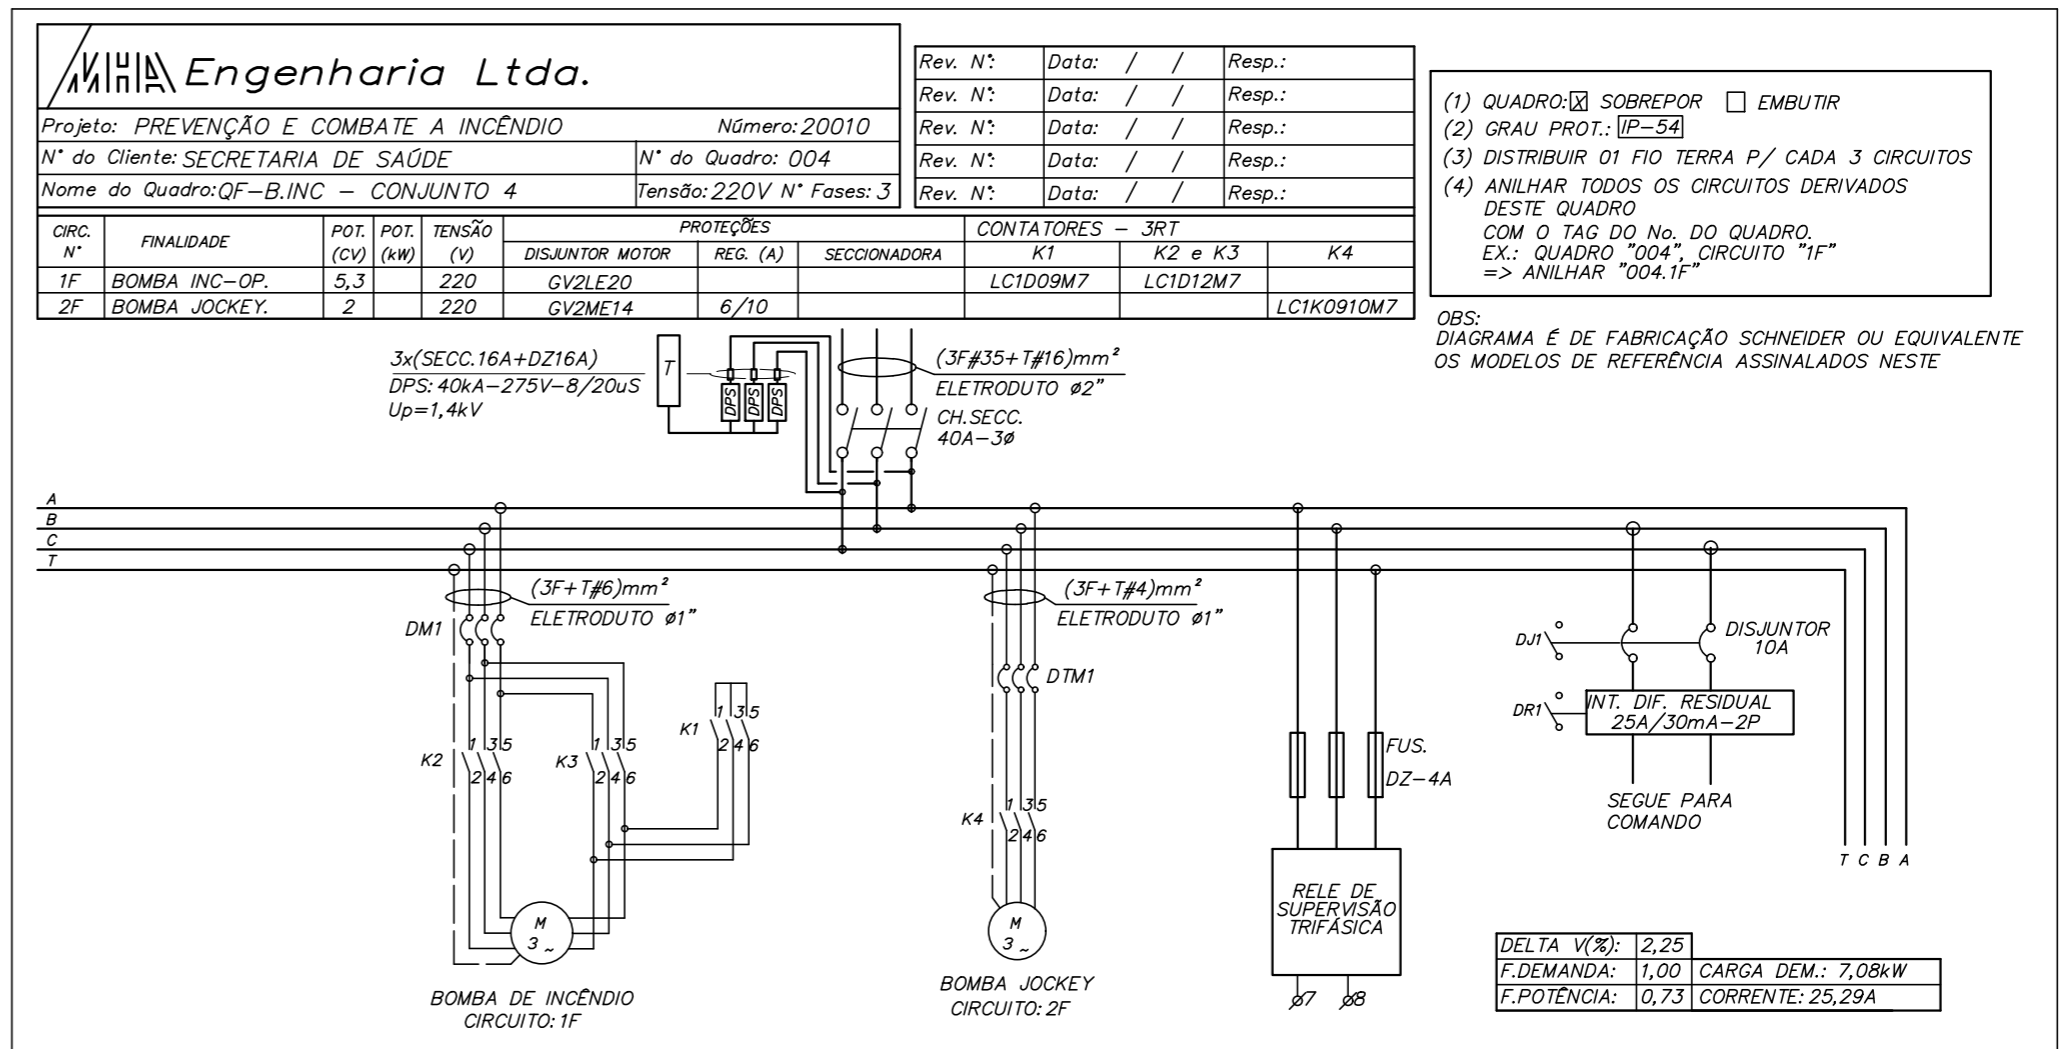 MHA Engenharia Ltda.
Projeto: PREVENÇÃO E COMBATE A INCÊNDIO Número: 20010
N° do Cliente: SECRETARIA DE SAÚDE N° do Quadro: 004
Nome do Quadro: QF-B.INC - CONJUNTO 4 Tensão: 220V N° Fases: 3
Rev. N°: Data: / / Resp.:
Rev. N°: Data: / / Resp.:
Rev. N°: Data: / / Resp.:
Rev. N°: Data: / / Resp.:
Rev. N°: Data: / / Resp.:
(1) QUADRO: X SOBREPOR EMBUTIR
(2) GRAU PROT.: IP-54
(3) DISTRIBUIR 01 FIO TERRA P/ CADA 3 CIRCUITOS
(4) ANILHAR TODOS OS CIRCUITOS DERIVADOS
DESTE QUADRO
COM O TAG DO No. DO QUADRO.
EX.: QUADRO "004", CIRCUITO "1F"
=> ANILHAR "004.1F"
OBS:
DIAGRAMA É DE FABRICAÇÃO SCHNEIDER OU EQUIVALENTE
OS MODELOS DE REFERÊNCIA ASSINALADOS NESTE
CIRC. N° FINALIDADE POT. (CV) POT. (kW) TENSÃO (V) PROTEÇÕES CONTATORES - 3RT
DISJUNTOR MOTOR REG. (A) SECCIONADORA K1 K2 e K3 K4
1F BOMBA INC-OP. 5,3 220 GV2LE20 LC1D09M7 LC1D12M7
2F BOMBA JOCKEY. 2 220 GV2ME14 6/10 LC1K0910M7
3x(SECC.16A+DZ16A)
DPS: 40kA-275V-8/20uS
Up=1,4kV
T
DPS DPS DPS
(3F#35+T#16)mm²
ELETRODUTO ø2"
CH.SECC.
40A-3ø
A
B
C
T
(3F+T#6)mm²
ELETRODUTO ø1"
DM1
K2
1 3 5
2 4 6
K3
1 3 5
2 4 6
K1
1 3 5
2 4 6
M
3 ~
BOMBA DE INCÊNDIO
CIRCUITO: 1F
(3F+T#4)mm²
ELETRODUTO ø1"
DTM1
K4
1 3 5
2 4 6
M
3 ~
BOMBA JOCKEY
CIRCUITO: 2F
FUS.
DZ-4A
RELE DE
SUPERVISÃO
TRIFÁSICA
ø7 ø8
DJ1
DISJUNTOR
10A
DR1
INT. DIF. RESIDUAL
25A/30mA-2P
SEGUE PARA
COMANDO
T C B A
DELTA V(%): 2,25
F.DEMANDA: 1,00 CARGA DEM.: 7,08kW
F.POTÊNCIA: 0,73 CORRENTE: 25,29A